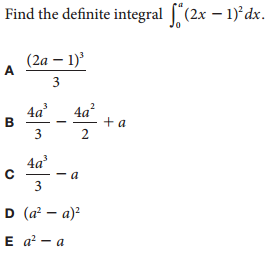 Find the definite integral ∫₀ᵃ (2x − 1)² dx.
A (2a − 1)³ / 3
B 4a³ / 3 − 4a² / 2 + a
C 4a³ / 3 − a
D (a² − a)²
E a² − a